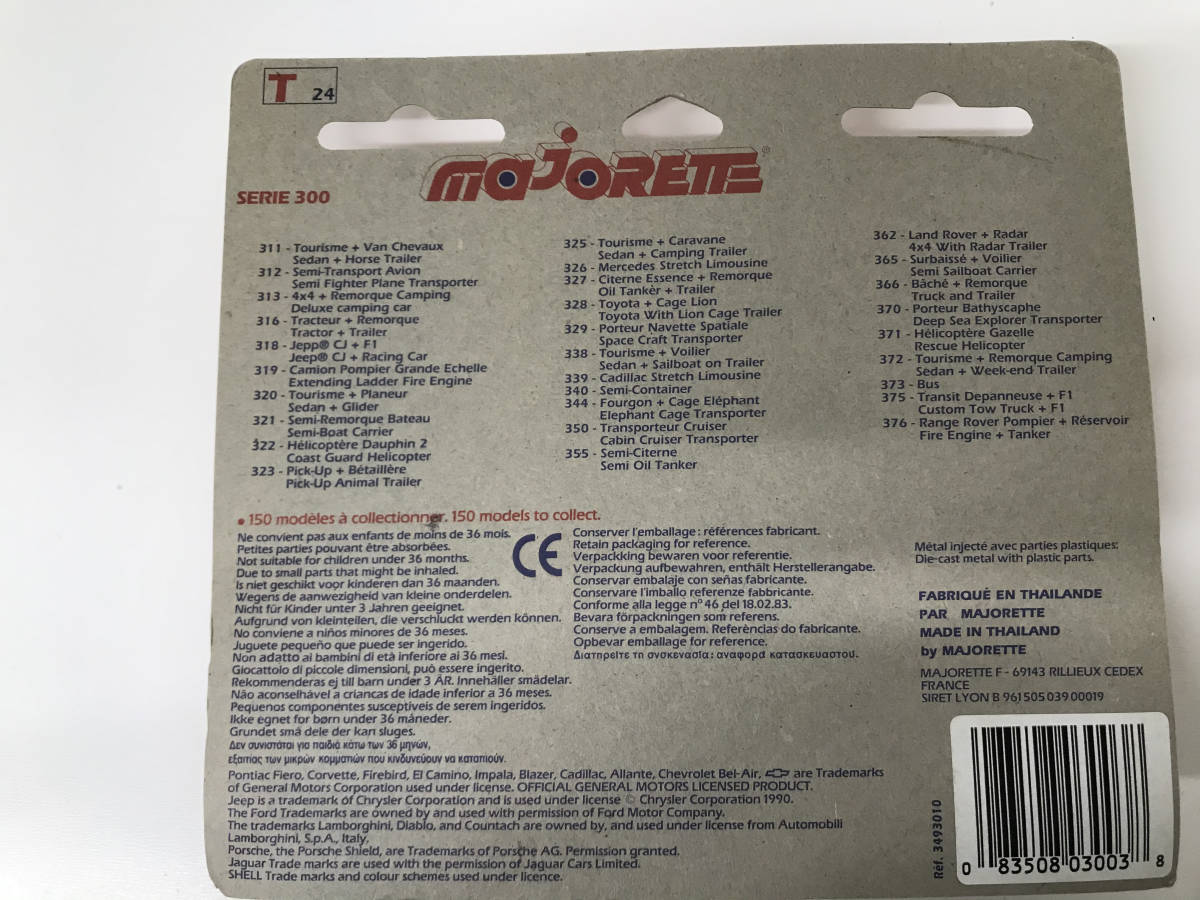 T 24
majorette®
SERIE 300
311 - Tourisme + Van Chevaux
Sedan + Horse Trailer
312 - Semi-Transport Avion
Semi Fighter Plane Transporter
313 - 4x4 + Remorque Camping
Deluxe camping car
316 - Tracteur + Remorque
Tractor + Trailer
318 - Jepp® CJ + F1
Jeep® CJ + Racing Car
319 - Camion Pompier Grande Echelle
Extending Ladder Fire Engine
320 - Tourisme + Planeur
Sedan + Glider
321 - Semi-Remorque Bateau
Semi-Boat Carrier
322 - Hélicoptère Dauphin 2
Coast Guard Helicopter
323 - Pick-Up + Bétaillère
Pick-Up Animal Trailer
325 - Tourisme + Caravane
Sedan + Camping Trailer
326 - Mercedes Stretch Limousine
327 - Citerne Essence + Remorque
Oil Tanker + Trailer
328 - Toyota + Cage Lion
Toyota With Lion Cage Trailer
329 - Porteur Navette Spatiale
Space Craft Transporter
338 - Tourisme + Voilier
Sedan + Sailboat on Trailer
339 - Cadillac Stretch Limousine
340 - Semi-Container
344 - Fourgon + Cage Eléphant
Elephant Cage Transporter
350 - Transporteur Cruiser
Cabin Cruiser Transporter
355 - Semi-Citerne
Semi Oil Tanker
362 - Land Rover + Radar
4x4 With Radar Trailer
365 - Surbaissé + Voilier
Semi Sailboat Carrier
366 - Bâché + Remorque
Truck and Trailer
370 - Porteur Bathyscaphe
Deep Sea Explorer Transporter
371 - Hélicoptère Gazelle
Rescue Helicopter
372 - Tourisme + Remorque Camping
Sedan + Week-end Trailer
373 - Bus
375 - Transit Depanneuse + F1
Custom Tow Truck + F1
376 - Range Rover Pompier + Réservoir
Fire Engine + Tanker
• 150 modèles à collectionner. 150 models to collect.
Ne convient pas aux enfants de moins de 36 mois.
Petites parties pouvant être absorbées.
Not suitable for children under 36 months.
Due to small parts that might be inhaled.
Is niet geschikt voor kinderen dan 36 maanden.
Wegens de aanwezigheid van kleine onderdelen.
Nicht für Kinder unter 3 Jahren geeignet.
Aufgrund von kleinteilen, die verschluckt werden können.
No conviene a niños minores de 36 meses.
Juguete pequeño que puede ser ingerido.
Non adatto ai bambini di età inferiore ai 36 mesi.
Giocattolo di piccole dimensioni, può essere ingerito.
Rekommenderas ej till barn under 3 ÅR. Innehåller smådelar.
Não aconselhável a criancas de idade inferior a 36 meses.
Pequenos componentes susceptiveis de serem ingeridos.
Ikke egnet for børn under 36 måneder.
Grundet små dele der kan sluges.
Δεν συνιστάται για παιδιά κάτω των 36 μηνών,
εξαιτίας των μικρών κομματιών που κινδυνεύουν να καταπιούν.
CE
Conserver l'emballage : références fabricant.
Retain packaging for reference.
Verpackking bewaren voor referentie.
Verpackung aufbewahren, enthält Herstellerangabe.
Conservar embalaje con señas fabricante.
Conservare l'imballo referenze fabbricante.
Conforme alla legge n° 46 del 18.02.83.
Bevara förpackningen som referens.
Conserve a embalagem. Referências do fabricante.
Opbevar emballage for reference.
Διατηρείτε τη συσκευασία: αναφορά κατασκευαστού.
Métal injecté avec parties plastiques:
Die-cast metal with plastic parts.
FABRIQUÉ EN THAILANDE
PAR MAJORETTE
MADE IN THAILAND
by MAJORETTE
MAJORETTE F - 69143 RILLIEUX CEDEX
FRANCE
SIRET LYON B 961 505 039 00019
Pontiac Fiero, Corvette, Firebird, El Camino, Impala, Blazer, Cadillac, Allante, Chevrolet Bel-Air, are Trademarks
of General Motors Corporation used under license. OFFICIAL GENERAL MOTORS LICENSED PRODUCT.
Jeep is a trademark of Chrysler Corporation and is used under license © Chrysler Corporation 1990.
The Ford Trademarks are owned by and used with permission of Ford Motor Company.
The trademarks Lamborghini, Diablo, and Countach are owned by, and used under license from Automobili
Lamborghini, S.p.A., Italy.
Porsche, the Porsche Shield, are Trademarks of Porsche AG. Permission granted.
Jaguar Trade marks are used with the permission of Jaguar Cars Limited.
SHELL Trade marks and colour schemes used under licence.
Réf. 3493010
0 83508 03003 8